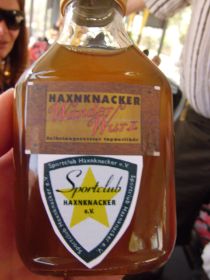 HAXNKNACKER
Wander
Wurz
Sportclub Haxnknacker e.V
Sportclub
HAXNKNACKER
e.V.